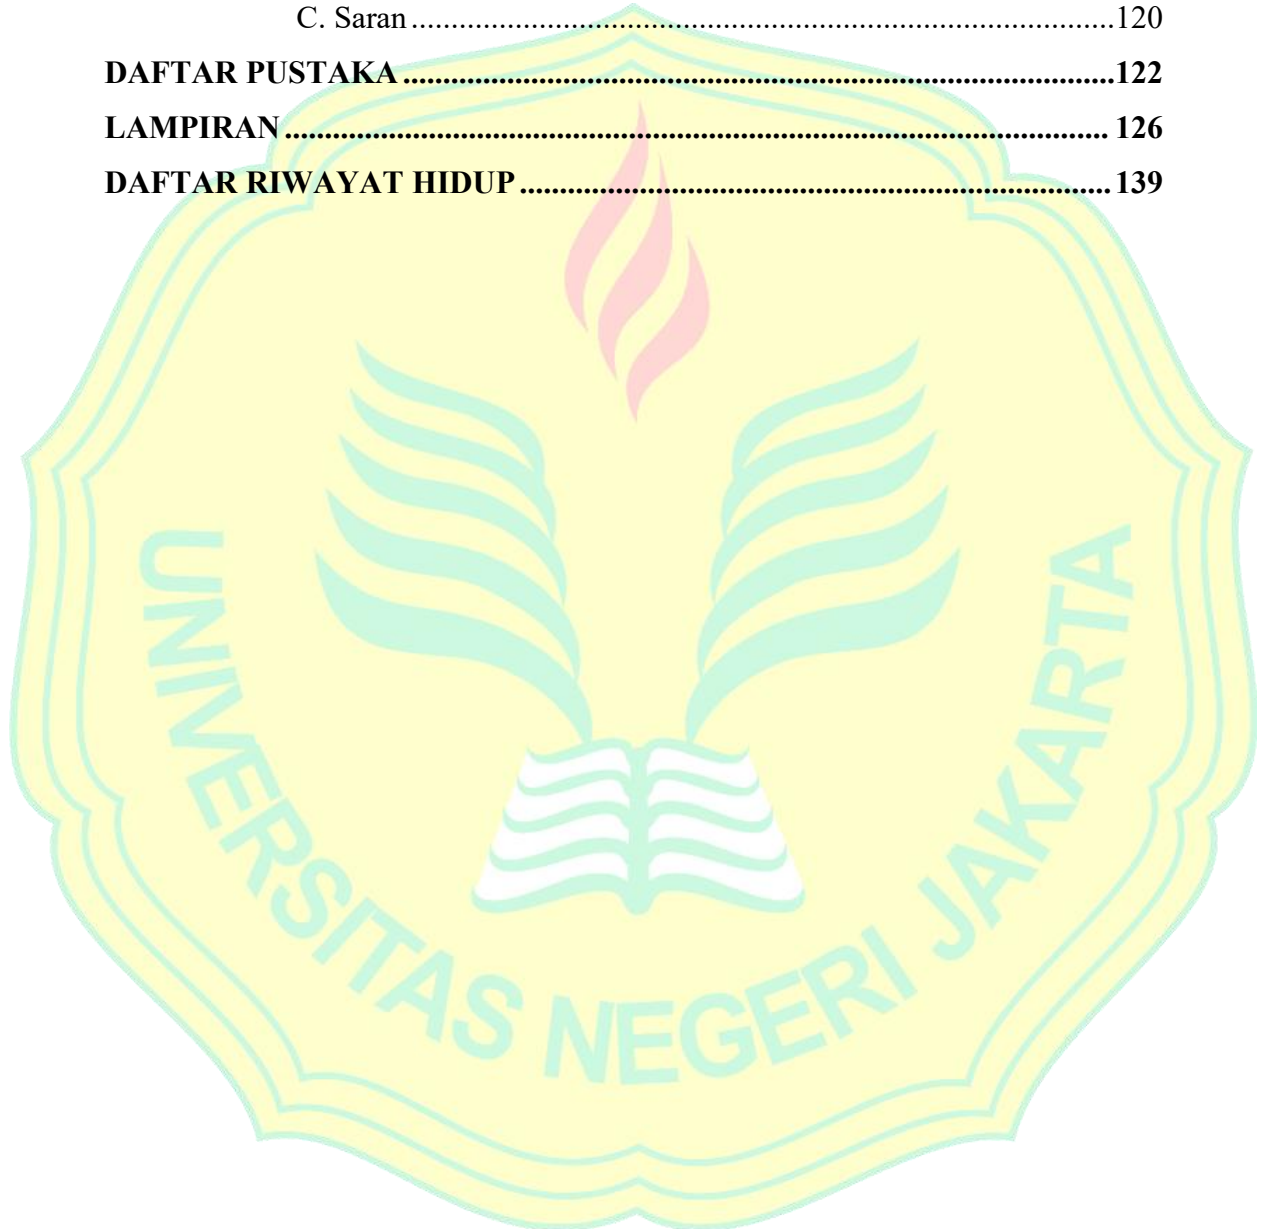 C. Saran ........................................................................................120
DAFTAR PUSTAKA ........................................................................................122
LAMPIRAN ........................................................................................ 126
DAFTAR RIWAYAT HIDUP ........................................................................................ 139
UNIVERSITAS NEGERI JAKARTA